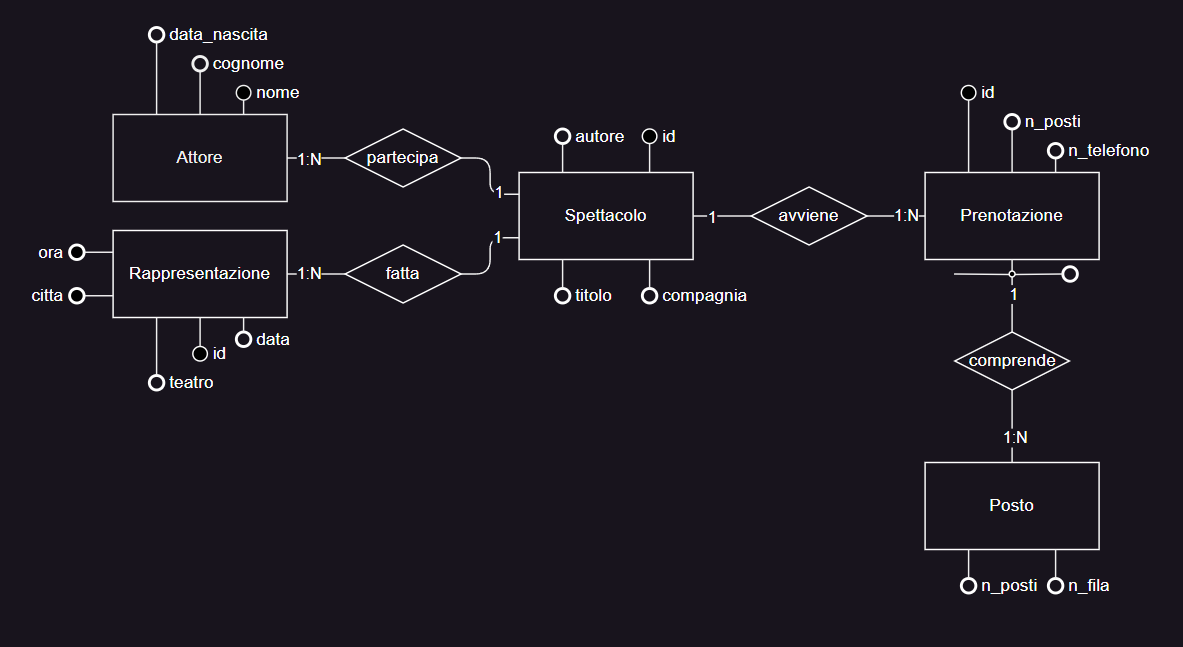 data_nascita
cognome
nome
Attore
1:N
partecipa
1
autore
id
Spettacolo
titolo
compagnia
1
avviene
1:N
id
n_posti
n_telefono
Prenotazione
ora
citta
Rappresentazione
1:N
fatta
1
data
id
teatro
1
comprende
1:N
Posto
n_posti
n_fila